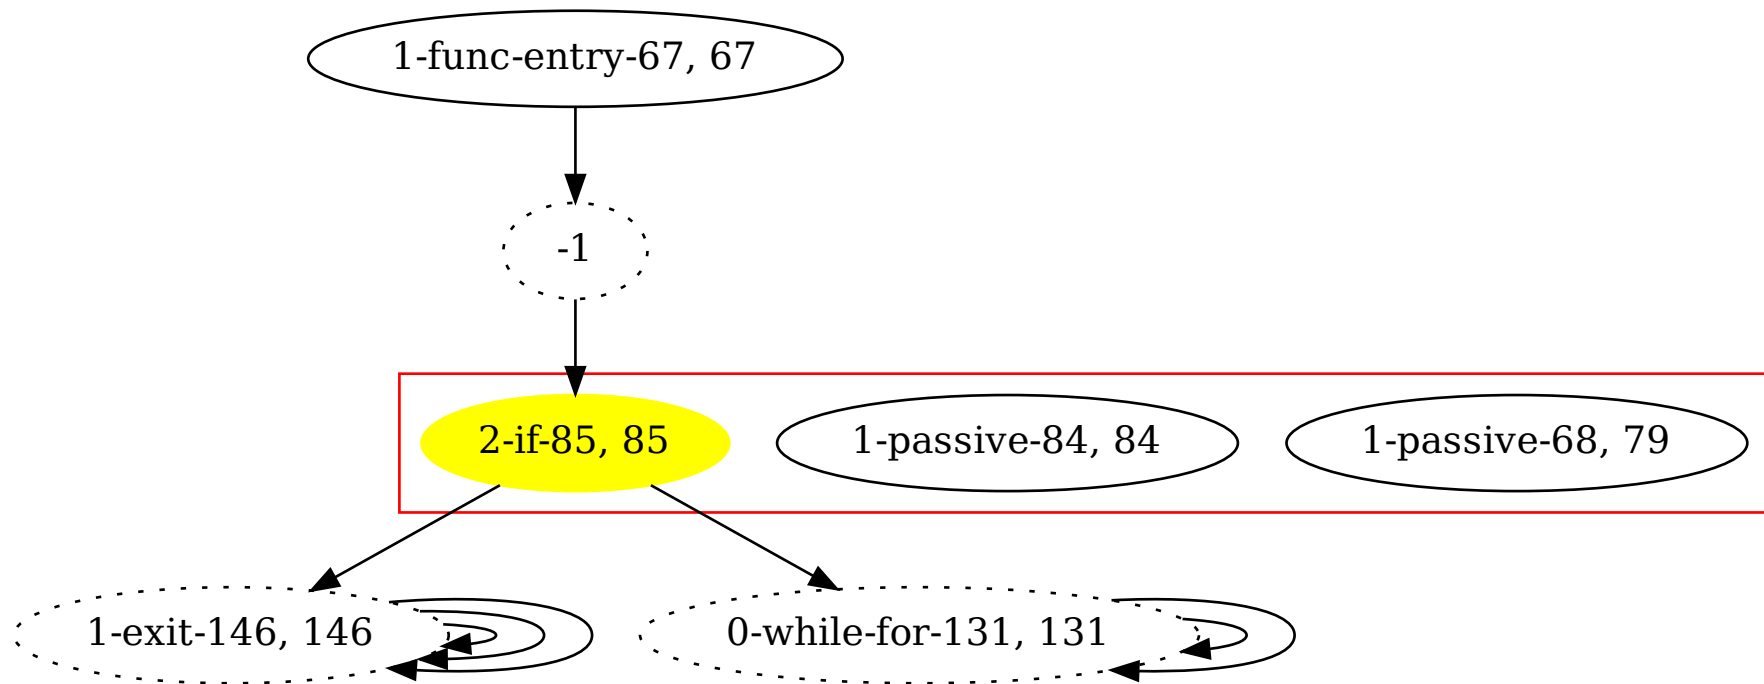 1-func-entry-67, 67
-1
2-if-85, 85
1-passive-84, 84
1-passive-68, 79
1-exit-146, 146
0-while-for-131, 131